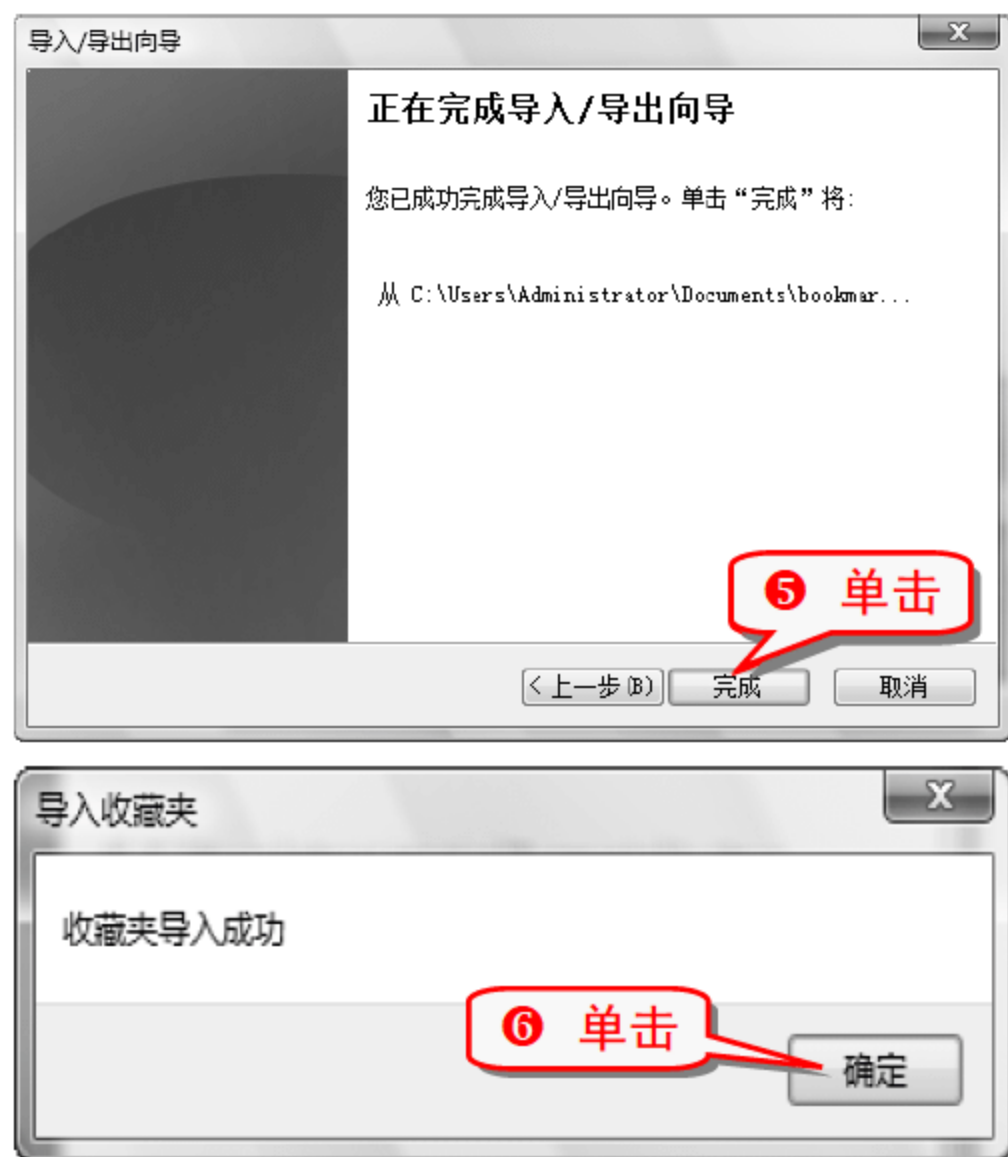 导入/导出向导
X
正在完成导入/导出向导
您已成功完成导入/导出向导。单击“完成”将:
从 C:\Users\Administrator\Documents\bookmar...
❺ 单击
< 上一步(B) 完成 取消
导入收藏夹
X
收藏夹导入成功
❻ 单击
确定